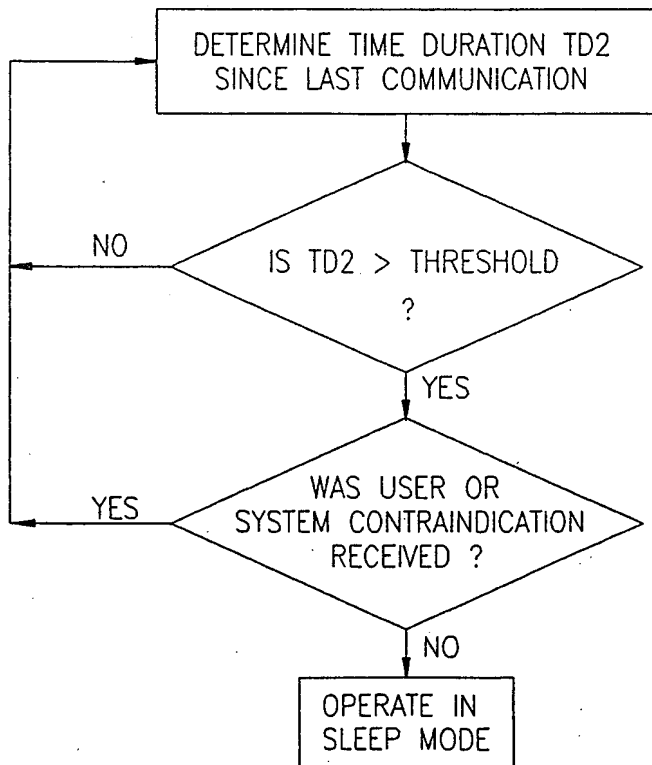 DETERMINE TIME DURATION TD2
SINCE LAST COMMUNICATION
NO
IS TD2 > THRESHOLD
?
YES
YES
WAS USER OR
SYSTEM CONTRAINDICATION
RECEIVED ?
NO
OPERATE IN
SLEEP MODE